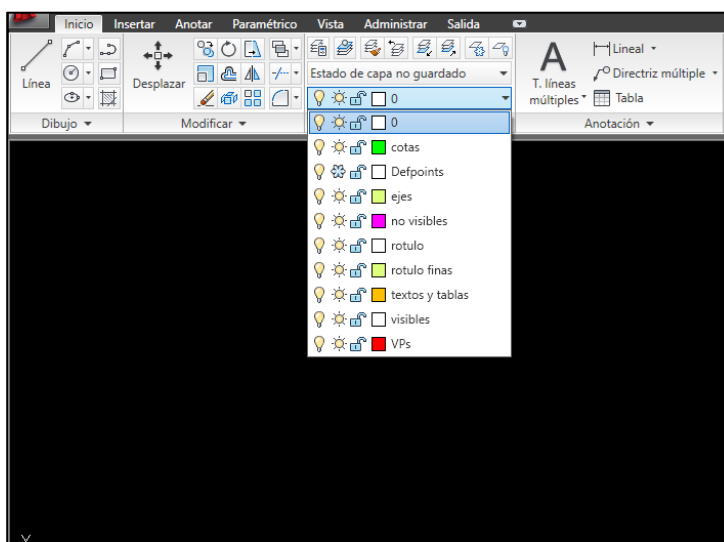 Inicio Insertar Anotar Paramétrico Vista Administrar Salida
Línea
Desplazar
Estado de capa no guardado
0
A
T. líneas
múltiples
Lineal
Directriz múltiple
Tabla
Dibujo
Modificar
Anotación
0
cotas
Defpoints
ejes
no visibles
rotulo
rotulo finas
textos y tablas
visibles
VPs
Y